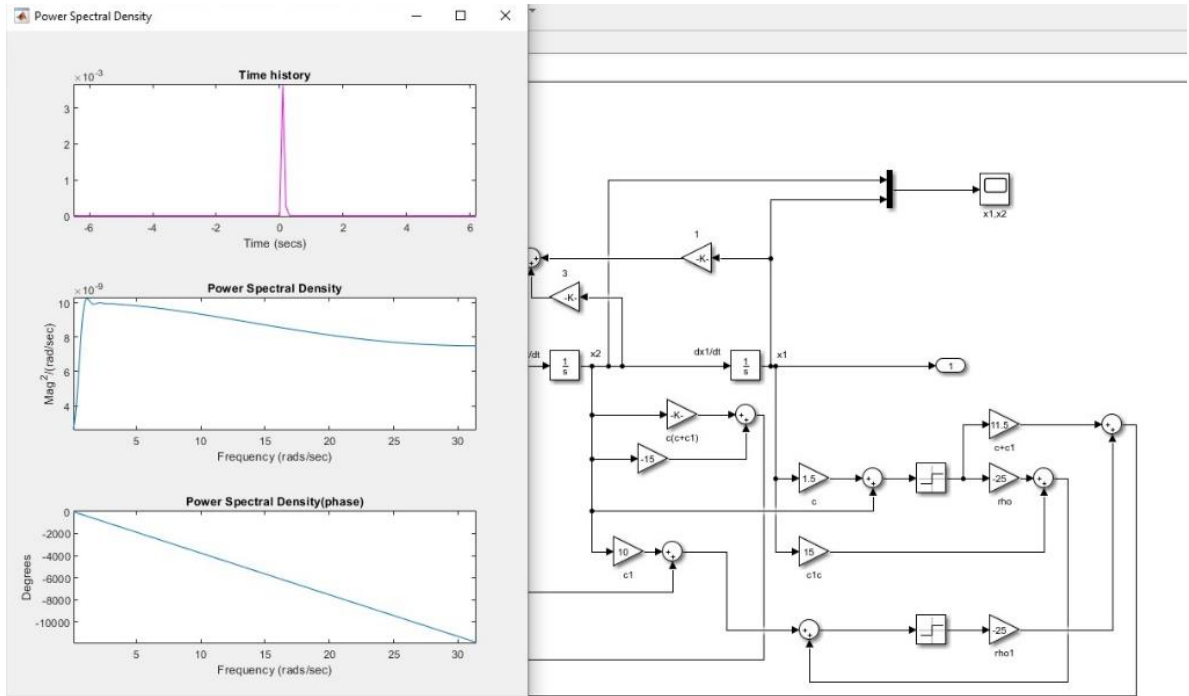 Power Spectral Density
Time history
×10^-3
3
2
1
0
-6
-4
-2
0
2
4
6
Time (secs)
Power Spectral Density
×10^-9
10
8
6
4
Mag^2/(rad/sec)
5
10
15
20
25
30
Frequency (rads/sec)
Power Spectral Density(phase)
0
-2000
-4000
-6000
-8000
-10000
Degrees
5
10
15
20
25
30
Frequency (rads/sec)
x1,x2
1
-K-
3
-K-
/dt
1/s
x2
dx1/dt
1/s
x1
1
-K-
c(c+c1)
-15
11.5
c+c1
1.5
c
-25
rho
10
c1
15
c1c
-25
rho1